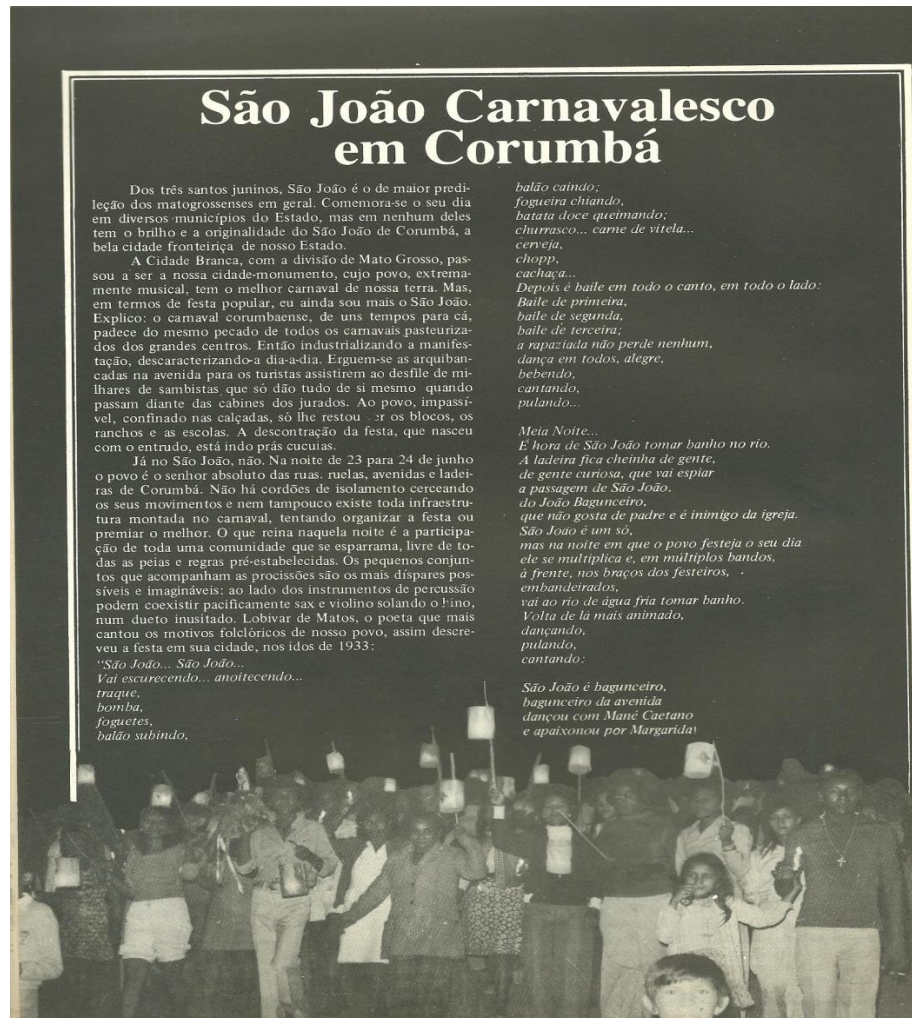 São João Carnavalesco
em Corumbá
Dos três santos juninos, São João é o de maior predi-
leção dos matogrossenses em geral. Comemora-se o seu dia
em diversos municípios do Estado, mas em nenhum deles
tem o brilho e a originalidade do São João de Corumbá, a
bela cidade fronteiriça de nosso Estado.
A Cidade Branca, com a divisão de Mato Grosso, pas-
sou a ser a nossa cidade-monumento, cujo povo, extrema-
mente musical, tem o melhor carnaval de nossa terra. Mas,
em termos de festa popular, eu ainda sou mais o São João.
Explico: o carnaval corumbaense, de uns tempos para cá,
padece do mesmo pecado de todos os carnavais pasteuriza-
dos dos grandes centros. Então industrializando a manifes-
tação, descaracterizando-a dia-a-dia. Erguem-se as arquiban-
cadas na avenida para os turistas assistirem ao desfile de mi-
lhares de sambistas que só dão tudo de si mesmo quando
passam diante das cabines dos jurados. Ao povo, impassí-
vel, confinado nas calçadas, só lhe restou os blocos, os
ranchos e as escolas. A descontração da festa, que nasceu
com o entrudo, está indo prás cucuias.
Já no São João, não. Na noite de 23 para 24 de junho
o povo é o senhor absoluto das ruas. ruelas, avenidas e ladei-
ras de Corumbá. Não há cordões de isolamento cerceando
os seus movimentos e nem tampouco existe toda infraestru-
tura montada no carnaval, tentando organizar a festa ou
premiar o melhor. O que reina naquela noite é a participa-
ção de toda uma comunidade que se esparrama, livre de to-
das as peias e regras pré-estabelecidas. Os pequenos conjun-
tos que acompanham as procissões são os mais díspares pos-
síveis e imagináveis: ao lado dos instrumentos de percussão
podem coexistir pacificamente sax e violino solando o hino,
num dueto inusitado. Lobivar de Matos, o poeta que mais
cantou os motivos folclóricos de nosso povo, assim descre-
veu a festa em sua cidade, nos idos de 1933:
"São João... São João...
Vai escurecendo... anoitecendo...
traque,
bomba,
foguetes,
balão subindo,
balão caindo;
fogueira chiando,
batata doce queimando;
churrasco... carne de vitela...
cerveja,
chopp,
cachaça...
Depois é baile em todo o canto, em todo o lado:
Baile de primeira,
baile de segunda,
baile de terceira;
a rapaziada não perde nenhum,
dança em todos, alegre,
bebendo,
cantando,
pulando...
Meia Noite...
É hora de São João tomar banho no rio.
A ladeira fica cheinha de gente,
de gente curiosa, que vai espiar
a passagem de São João,
do João Bagunceiro,
que não gosta de padre e é inimigo da igreja.
São João é um só,
mas na noite em que o povo festeja o seu dia
ele se multiplica e, em múltiplos bandos,
à frente, nos braços dos festeiros,
embandeirados,
vai ao rio de água fria tomar banho.
Volta de lá mais animado,
dançando,
pulando,
cantando:
São João é bagunceiro,
bagunceiro da avenida
dançou com Mané Caetano
e apaixonou por Margarida